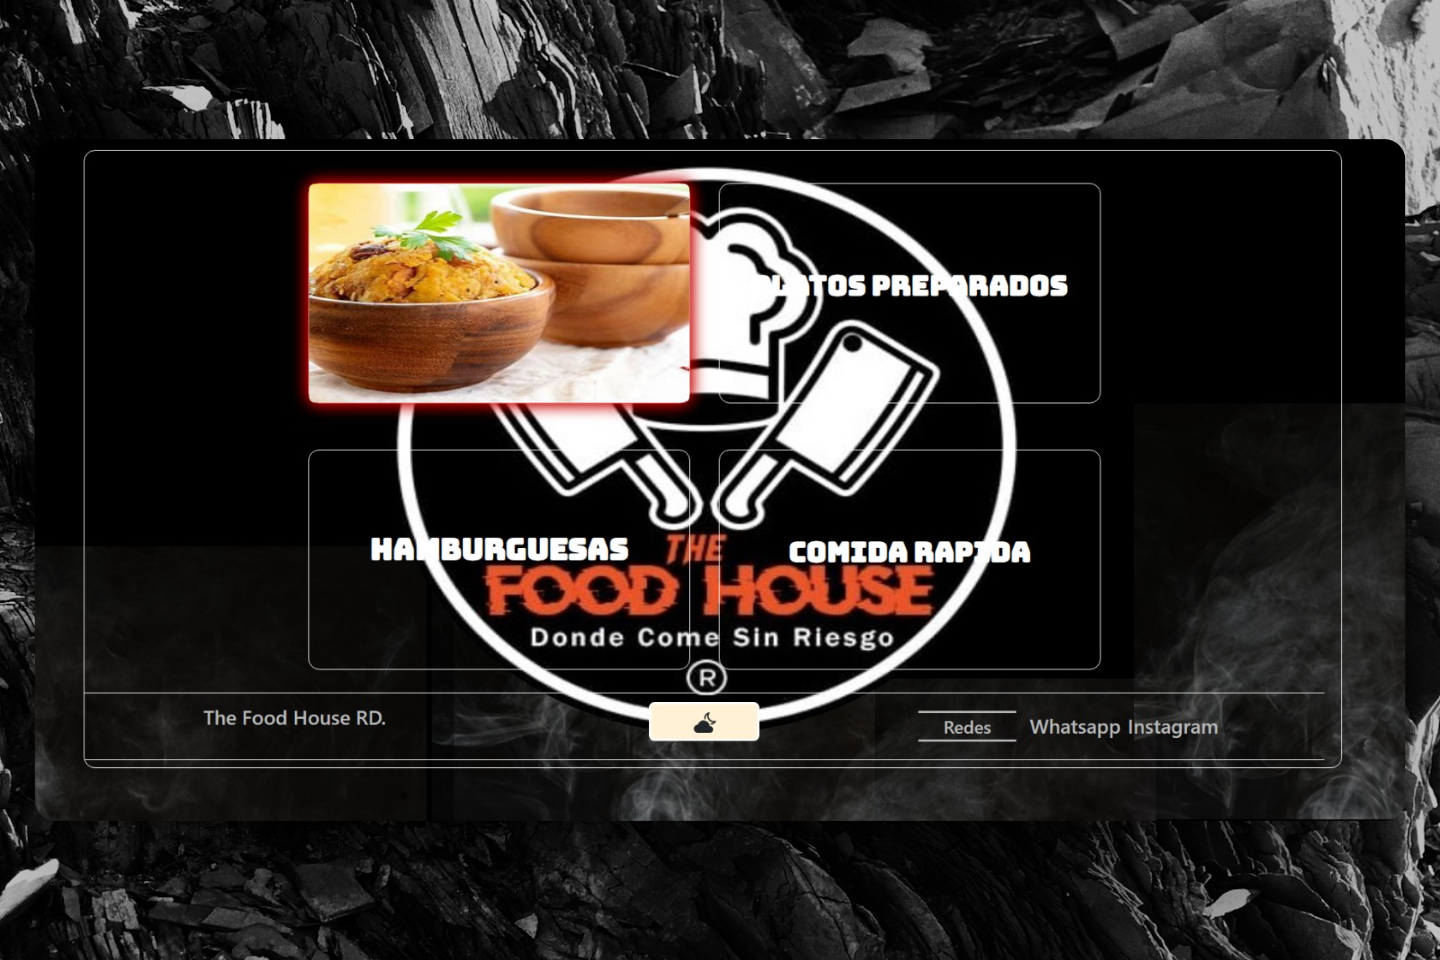 PLATOS PREPARADOS
HAMBURGUESAS
COMIDA RAPIDA
THE
FOOD HOUSE
Donde Come Sin Riesgo
®
The Food House RD.
Redes
Whatsapp Instagram